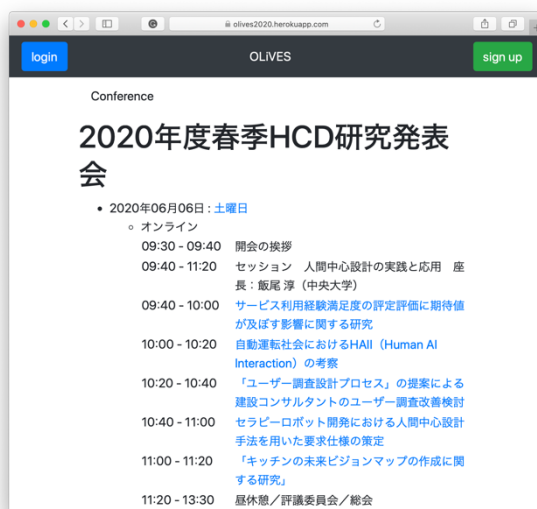 olives2020.herokuapp.com
login
OLiVES
sign up
Conference
2020年度春季HCD研究発表
会
2020年06月06日 : 土曜日
オンライン
09:30 - 09:40 開会の挨拶
09:40 - 11:20 セッション 人間中心設計の実践と応用 座
長：飯尾 淳（中央大学）
09:40 - 10:00 サービス利用経験満足度の評定評価に期待値
が及ぼす影響に関する研究
10:00 - 10:20 自動運転社会におけるHAII（Human AI
Interaction）の考察
10:20 - 10:40 「ユーザー調査設計プロセス」の提案による
建設コンサルタントのユーザー調査改善検討
10:40 - 11:00 セラピーロボット開発における人間中心設計
手法を用いた要求仕様の策定
11:00 - 11:20 「キッチンの未来ビジョンマップの作成に関
する研究」
11:20 - 13:30 昼休憩／評議委員会／総会